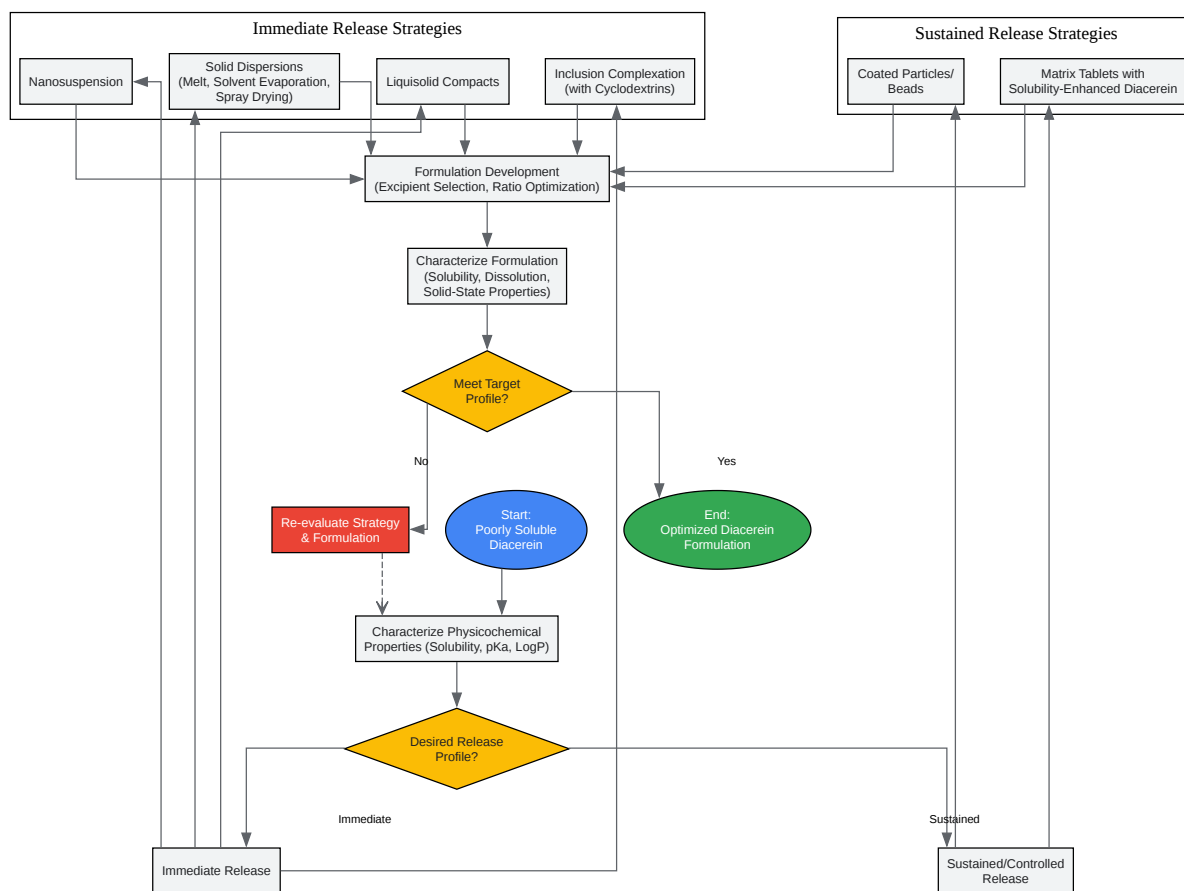 Immediate Release Strategies
Sustained Release Strategies
Nanosuspension
Solid Dispersions
(Melt, Solvent Evaporation,
Spray Drying)
Liquisolid Compacts
Inclusion Complexation
(with Cyclodextrins)
Coated Particles/
Beads
Matrix Tablets with
Solubility-Enhanced Diacerein
Formulation Development
(Excipient Selection, Ratio Optimization)
Characterize Formulation
(Solubility, Dissolution,
Solid-State Properties)
Meet Target
Profile?
No
Yes
Re-evaluate Strategy
& Formulation
Start:
Poorly Soluble
Diacerein
End:
Optimized Diacerein
Formulation
Characterize Physicochemical
Properties (Solubility, pKa, LogP)
Desired Release
Profile?
Immediate
Sustained
Immediate Release
Sustained/Controlled
Release